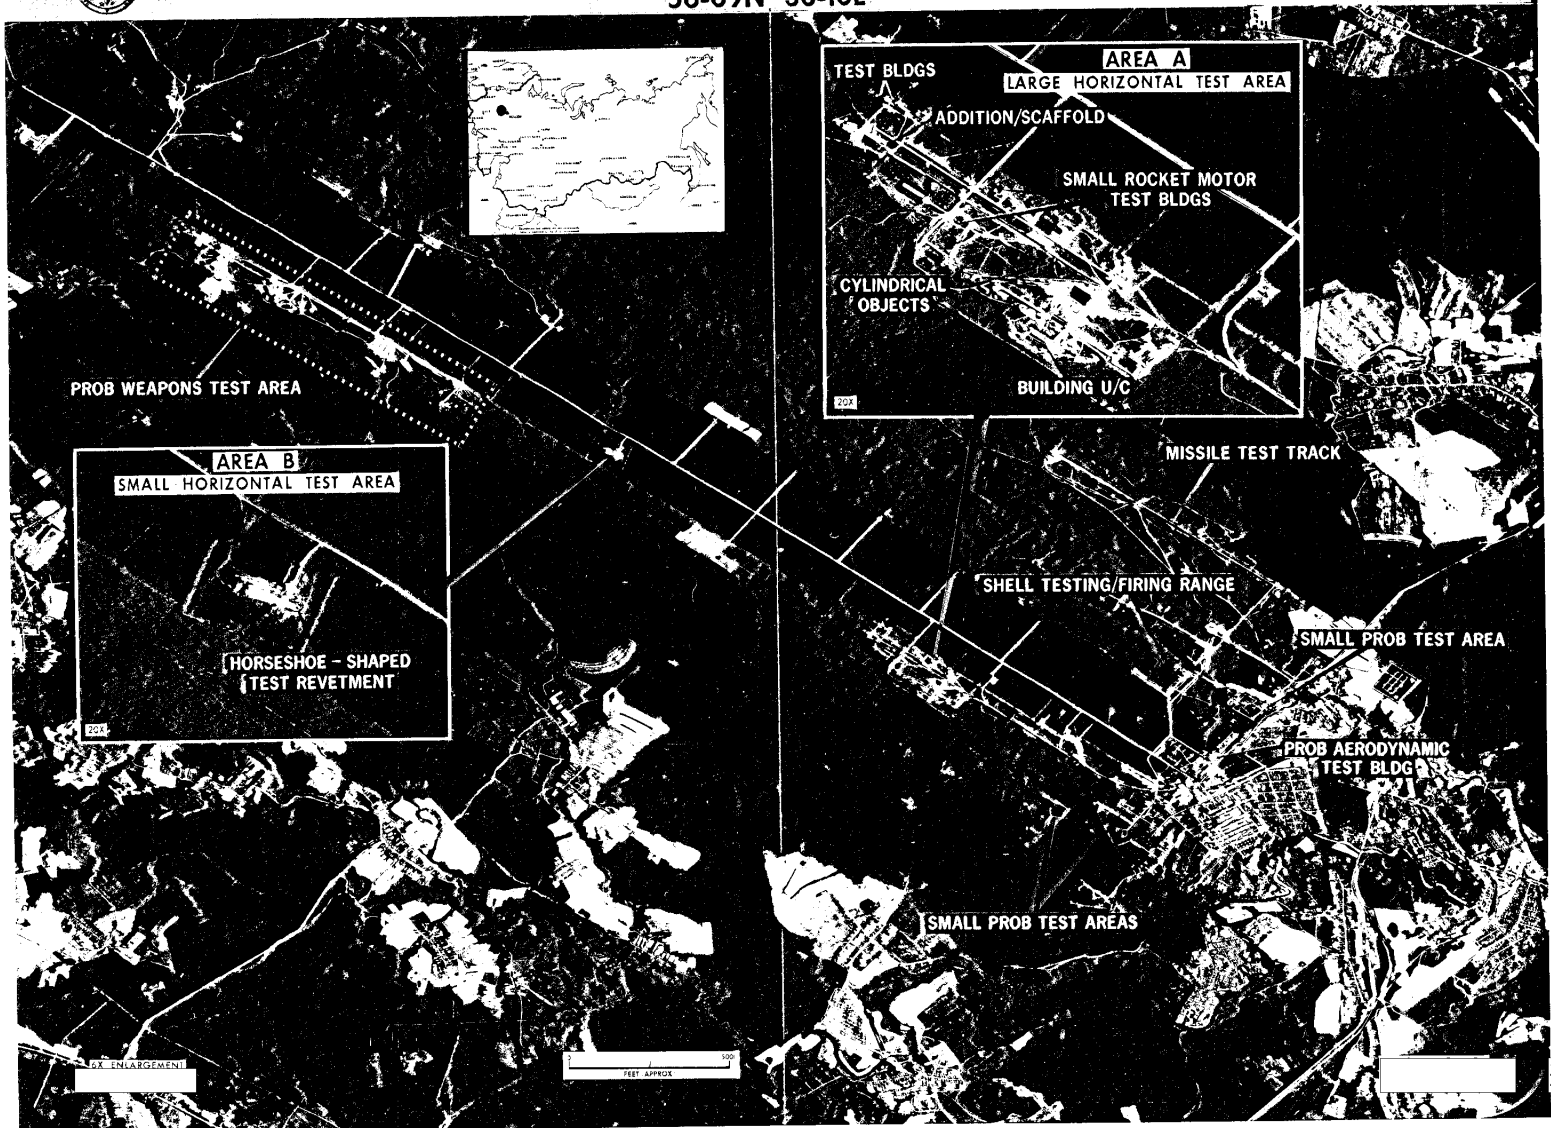 AREA A
LARGE HORIZONTAL TEST AREA
TEST BLDGS
ADDITION/SCAFFOLD
SMALL ROCKET MOTOR
TEST BLDGS
CYLINDRICAL
OBJECTS
BUILDING U/C
20X
PROB WEAPONS TEST AREA
AREA B
SMALL HORIZONTAL TEST AREA
HORSESHOE - SHAPED
TEST REVETMENT
20X
MISSILE TEST TRACK
SHELL TESTING/FIRING RANGE
SMALL PROB TEST AREA
PROB AERODYNAMIC
TEST BLDG
SMALL PROB TEST AREAS
6X ENLARGEMENT
FEET APPROX